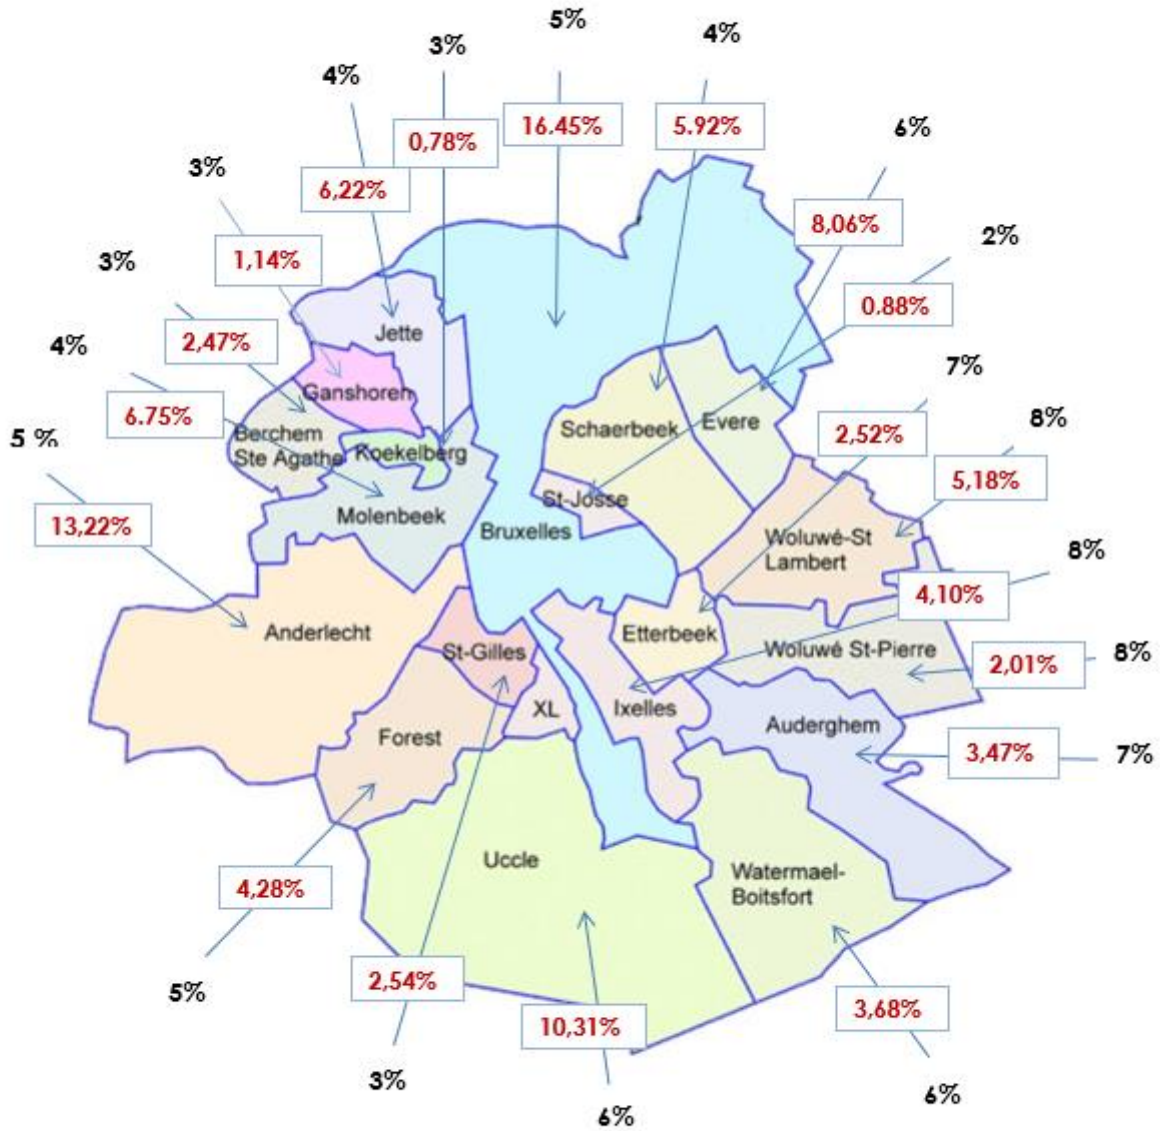 5%
4%
3%
4%
16.45%
5.92%
6%
0,78%
3%
6,22%
8,06%
2%
1,14%
3%
0.88%
Jette
2,47%
4%
7%
Ganshoren
6.75%
5 %
Berchem
Ste Agathe
Koekelberg
Schaerbeek
Evere
2,52%
8%
5,18%
13,22%
Molenbeek
St-Josse
Bruxelles
Woluwé-St
Lambert
8%
4,10%
Anderlecht
St-Gilles
Etterbeek
Woluwé St-Pierre
2,01%
8%
XL
Ixelles
Forest
Auderghem
3,47%
7%
Uccle
Watermael-
Boitsfort
4,28%
5%
2,54%
10,31%
3,68%
3%
6%
6%